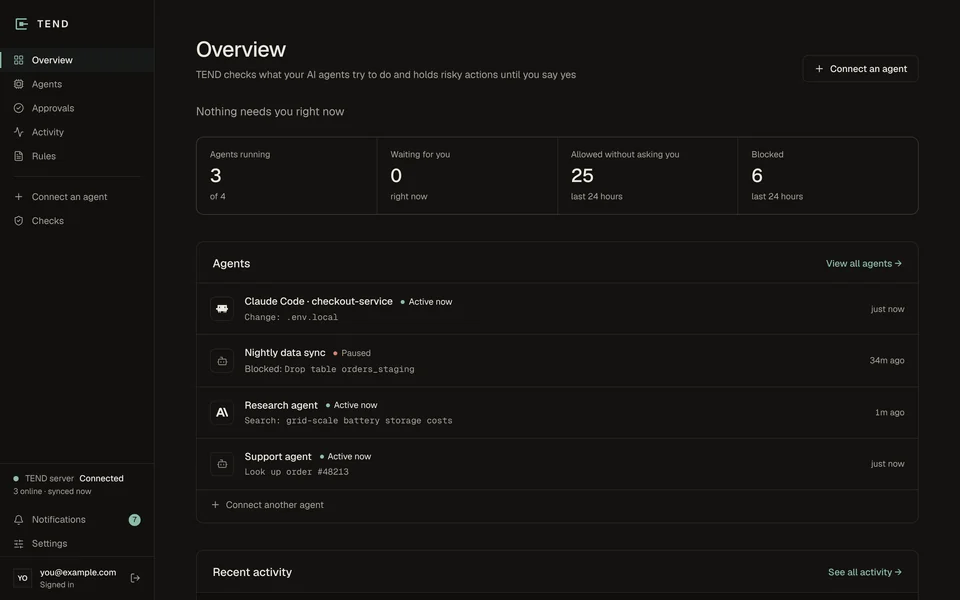 TEND
Overview
Agents
Approvals
Activity
Rules
Connect an agent
Checks
TEND server Connected
3 online · synced now
Notifications 7
Settings
YO
you@example.com
Signed in
Overview
TEND checks what your AI agents try to do and holds risky actions until you say yes
+ Connect an agent
Nothing needs you right now
Agents running
3
of 4
Waiting for you
0
right now
Allowed without asking you
25
last 24 hours
Blocked
6
last 24 hours
Agents
View all agents →
Claude Code · checkout-service Active now
Change: .env.local
just now
Nightly data sync Paused
Blocked: Drop table orders_staging
34m ago
Research agent Active now
Search: grid-scale battery storage costs
1m ago
Support agent Active now
Look up order #48213
just now
+ Connect another agent
Recent activity
See all activity →